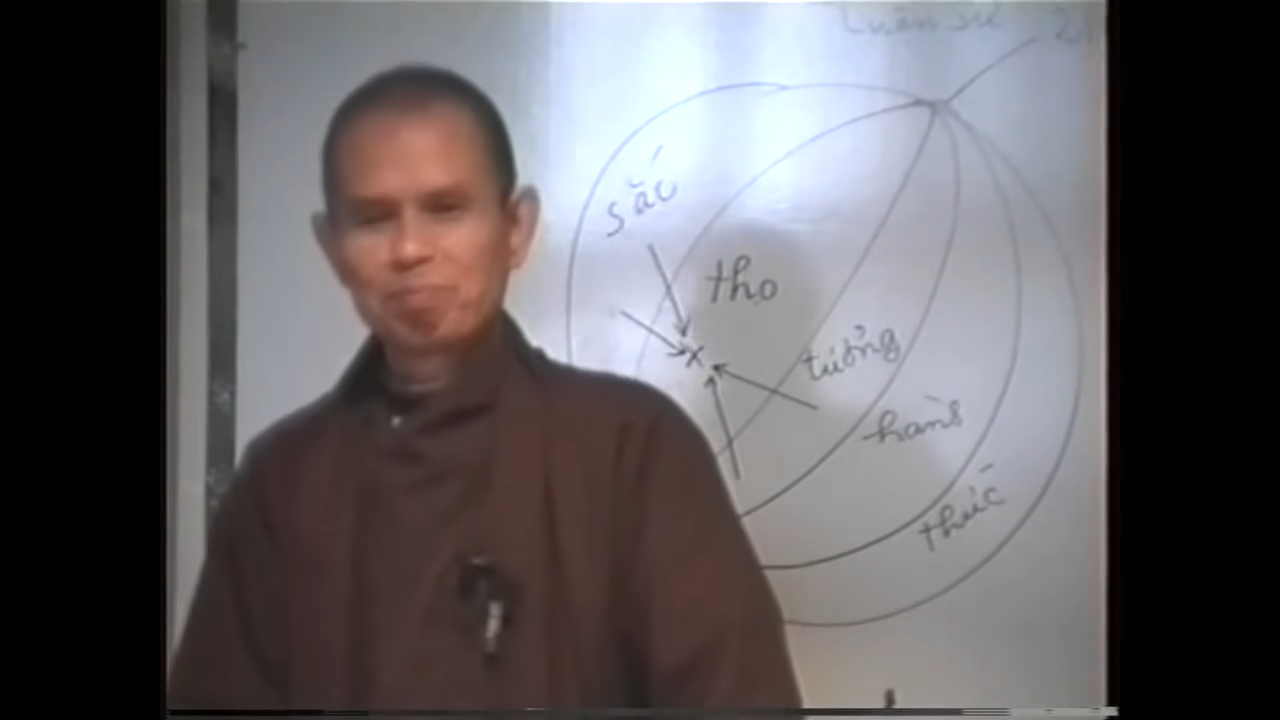 sắc
thọ
tưởng
hành
thức